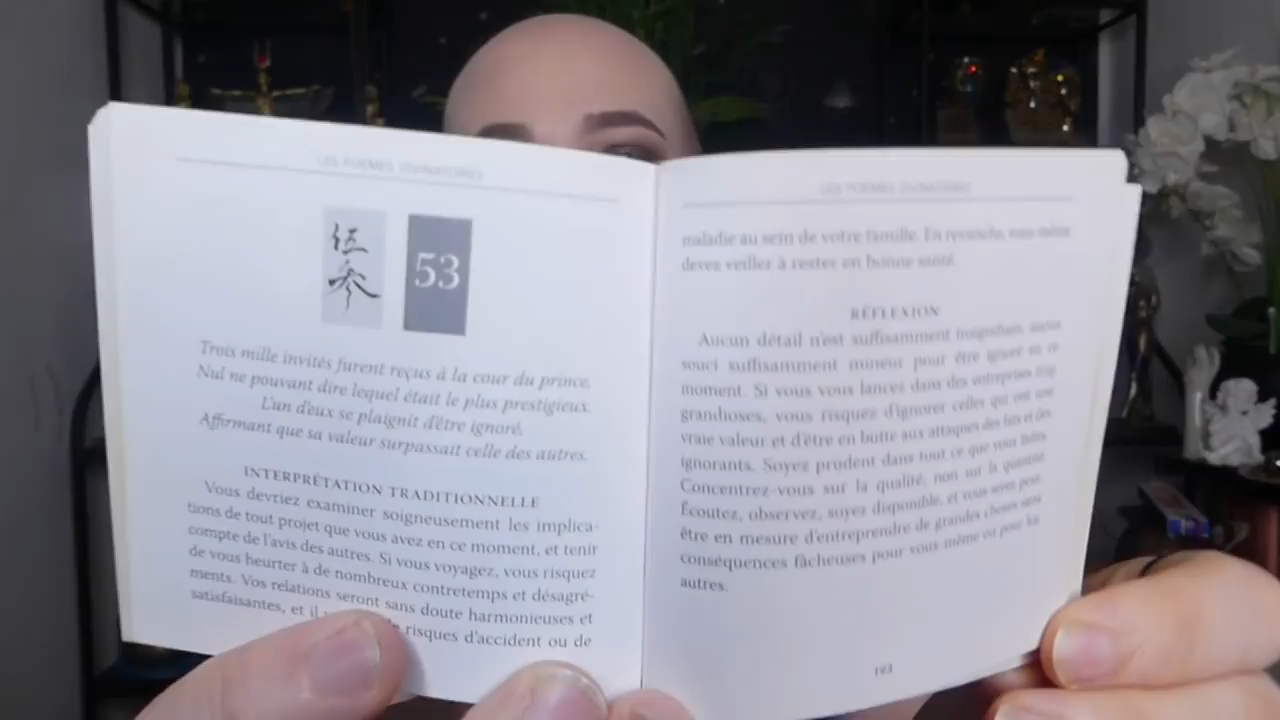 LES POÈMES DIVINATOIRES
伍
参
53
Trois mille invités furent reçus à la cour du prince,
Nul ne pouvant dire lequel était le plus prestigieux.
L'un d'eux se plaignit d'être ignoré,
Affirmant que sa valeur surpassait celle des autres.
INTERPRÉTATION TRADITIONNELLE
Vous devriez examiner soigneusement les implica-
tions de tout projet que vous avez en ce moment, et tenir
compte de l'avis des autres. Si vous voyagez, vous risquez
de vous heurter à de nombreux contretemps et désagré-
ments. Vos relations seront sans doute harmonieuses et
satisfaisantes, et il risques d'accident ou de
LES POÈMES DIVINATOIRES
maladie au sein de votre famille. En revanche, vous-même
devez veiller à rester en bonne santé.
RÉFLEXION
Aucun détail n'est suffisamment insignifiant, aucun
souci suffisamment mineur pour être ignoré en ce
moment. Si vous vous lancez dans des entreprises trop
grandioses, vous risquez d'ignorer celles qui ont une
vraie valeur et d'être en butte aux attaques des fats et des
ignorants. Soyez prudent dans tout ce que vous faites.
Concentrez-vous sur la qualité, non sur la quantité.
Écoutez, observez, soyez disponible, et vous serez peut-
être en mesure d'entreprendre de grandes choses sans
conséquences fâcheuses pour vous-même ou pour les
autres.